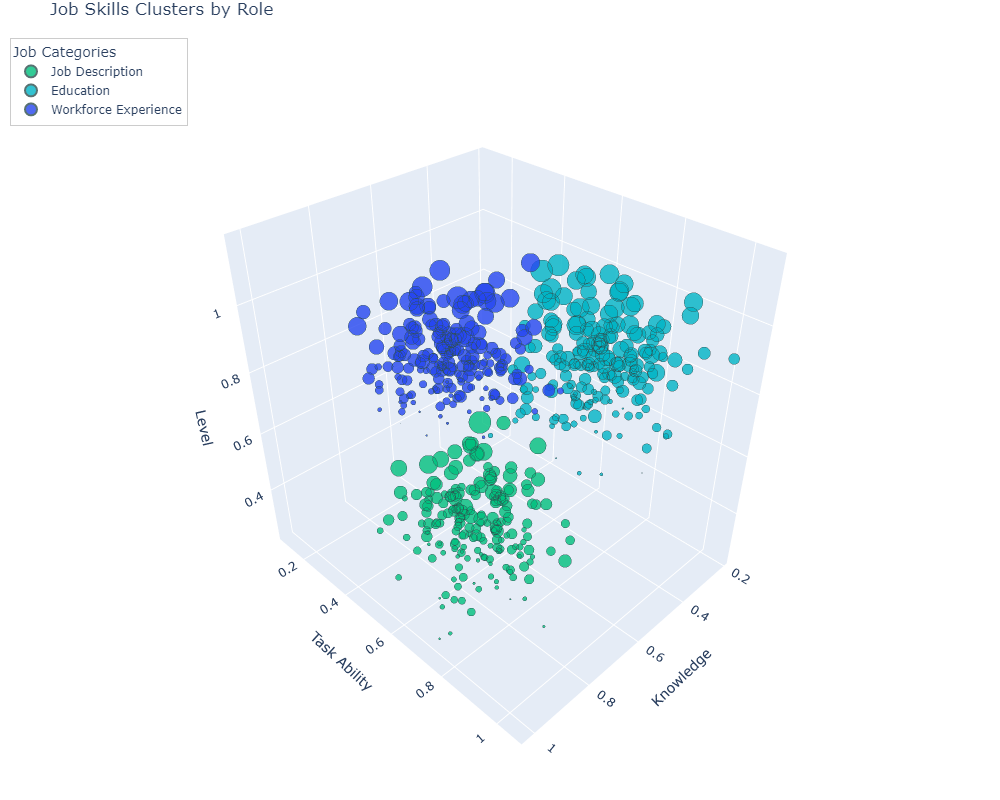 Job Skills Clusters by Role
Job Categories
Job Description
Education
Workforce Experience
1
0.8
0.6
0.4
Level
0.2
0.4
0.6
0.8
1
Task Ability
0.2
0.4
0.6
0.8
1
Knowledge